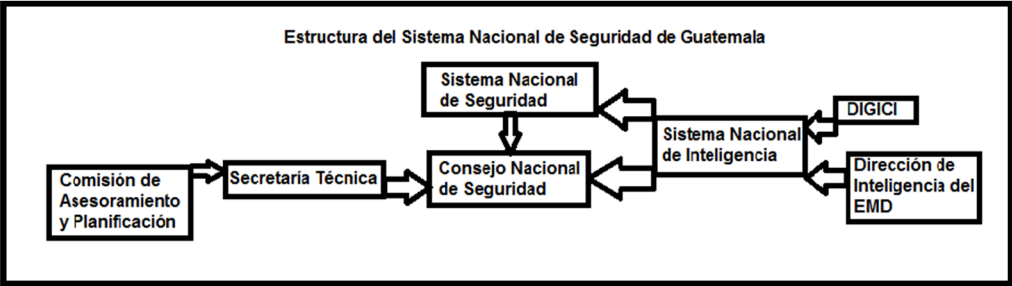 Estructura del Sistema Nacional de Seguridad de Guatemala
Sistema Nacional
de Seguridad
DIGICI
Sistema Nacional
de Inteligencia
Consejo Nacional
de Seguridad
Dirección de
Inteligencia del
EMD
Secretaría Técnica
Comisión de
Asesoramiento
y Planificación